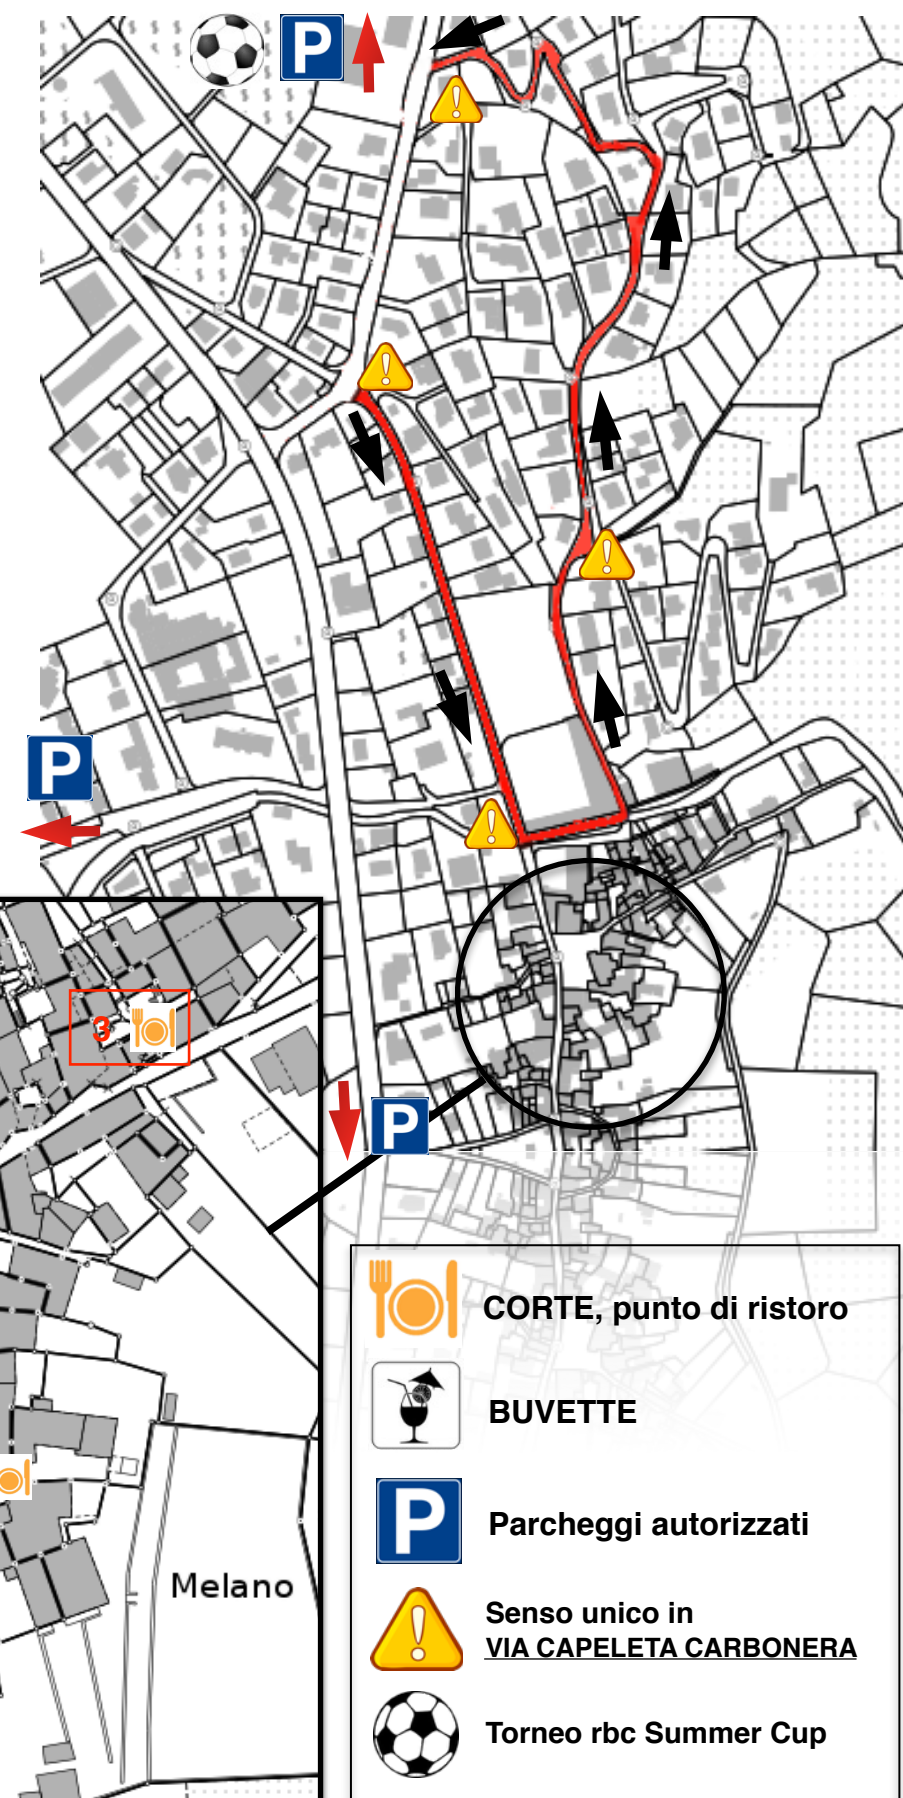 P
P
3
P
CORTE, punto di ristoro
BUVETTE
P
Parcheggi autorizzati
Melano
Senso unico in
VIA CAPELETA CARBONERA
Torneo rbc Summer Cup